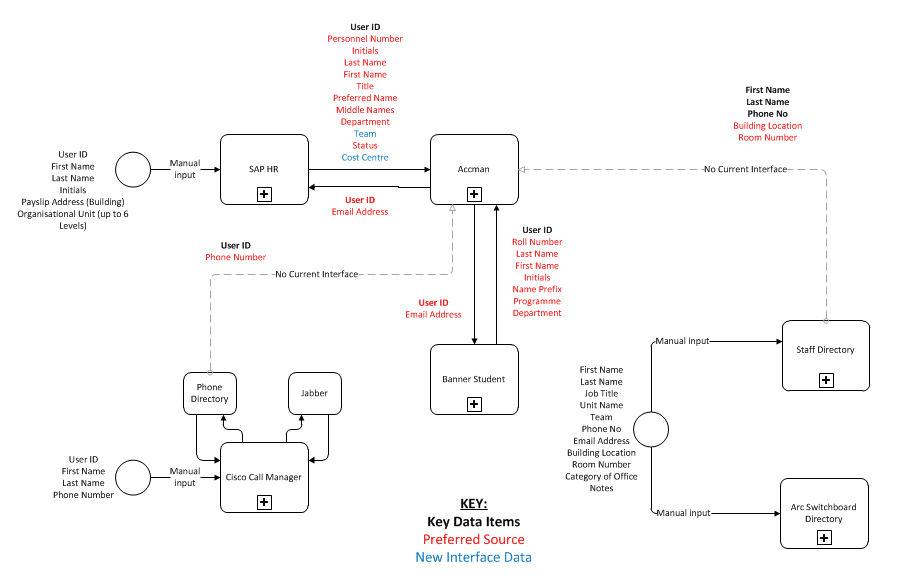 User ID
Personnel Number
Initials
Last Name
First Name
Title
Preferred Name
Middle Names
Department
Team
Status
Cost Centre
First Name
Last Name
Phone No
Building Location
Room Number
User ID
First Name
Last Name
Initials
Payslip Address (Building)
Organisational Unit (up to 6
Levels)
Manual
input
SAP HR
Accman
No Current Interface
User ID
Email Address
User ID
Phone Number
No Current Interface
User ID
Roll Number
Last Name
First Name
Initials
Name Prefix
Programme
Department
User ID
Email Address
Banner Student
Manual input
Staff Directory
First Name
Last Name
Job Title
Unit Name
Team
Phone No
Email Address
Building Location
Room Number
Category of Office
Notes
Manual input
Arc Switchboard
Directory
Phone
Directory
Jabber
User ID
First Name
Last Name
Phone Number
Manual
input
Cisco Call Manager
KEY:
Key Data Items
Preferred Source
New Interface Data